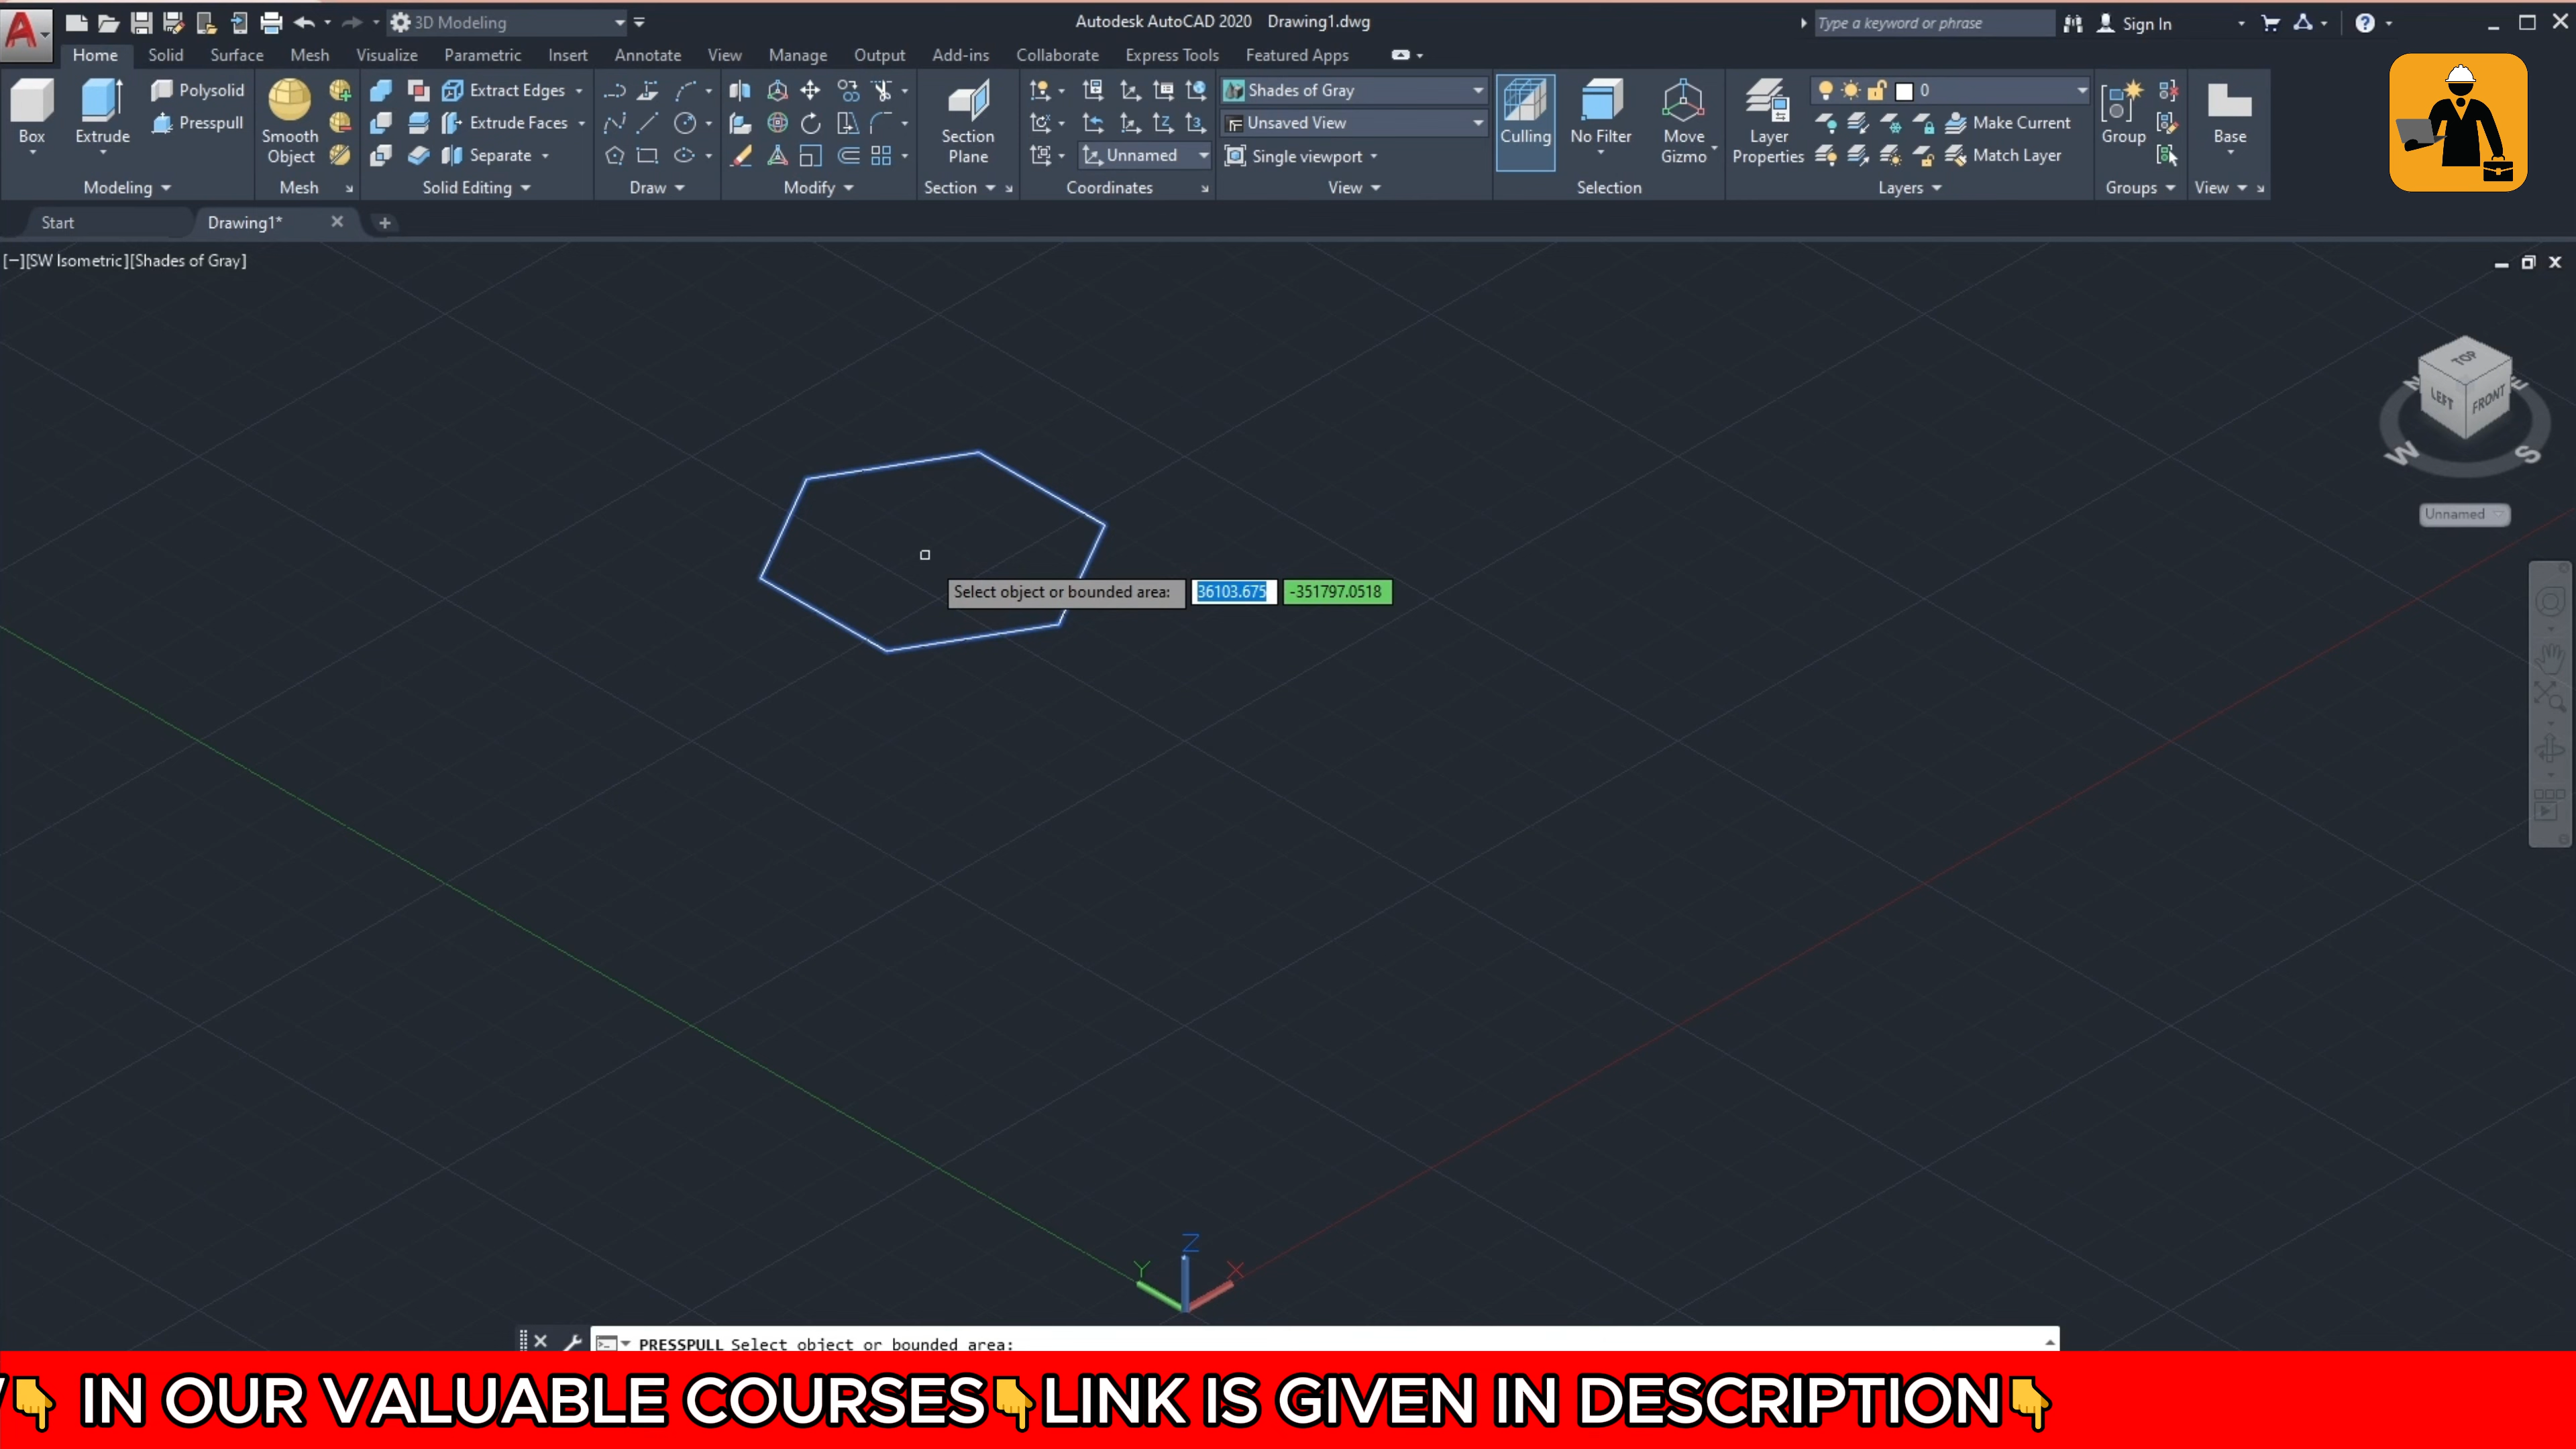 3D Modeling
Autodesk AutoCAD 2020 Drawing1.dwg
Type a keyword or phrase
Sign In
Home Solid Surface Mesh Visualize Parametric Insert Annotate View Manage Output Add-ins Collaborate Express Tools Featured Apps
Box
Extrude
Polysolid
Presspull
Modeling
Smooth
Object
Mesh
Extract Edges
Extrude Faces
Separate
Solid Editing
Draw
Modify
Section
Plane
Section
Unnamed
Coordinates
Shades of Gray
Unsaved View
Single viewport
View
Culling
No Filter
Move
Gizmo
Selection
Layer
Properties
0
Make Current
Match Layer
Layers
Group
Groups
Base
View
Start
Drawing1*
[−][SW Isometric][Shades of Gray]
TOP
LEFT
FRONT
N
E
W
S
Unnamed
Select object or bounded area: 36103.675 -351797.0518
Z
Y
X
PRESSPULL Select object or bounded area:
👇 IN OUR VALUABLE COURSES👇LINK IS GIVEN IN DESCRIPTION👇